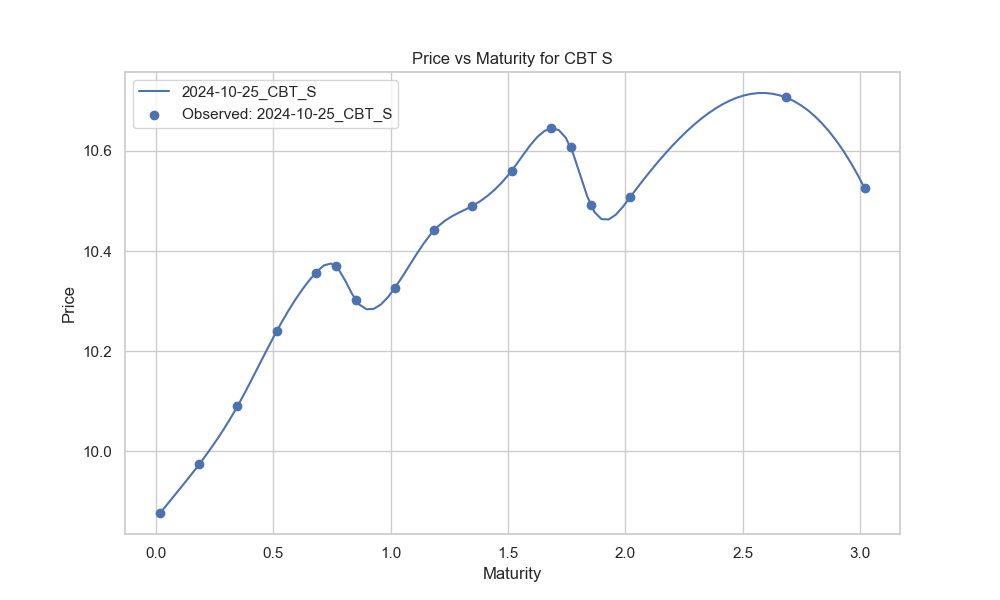 Price vs Maturity for CBT S
2024-10-25_CBT_S
Observed: 2024-10-25_CBT_S
10.6
10.4
10.2
10.0
Price
0.0 0.5 1.0 1.5 2.0 2.5 3.0
Maturity